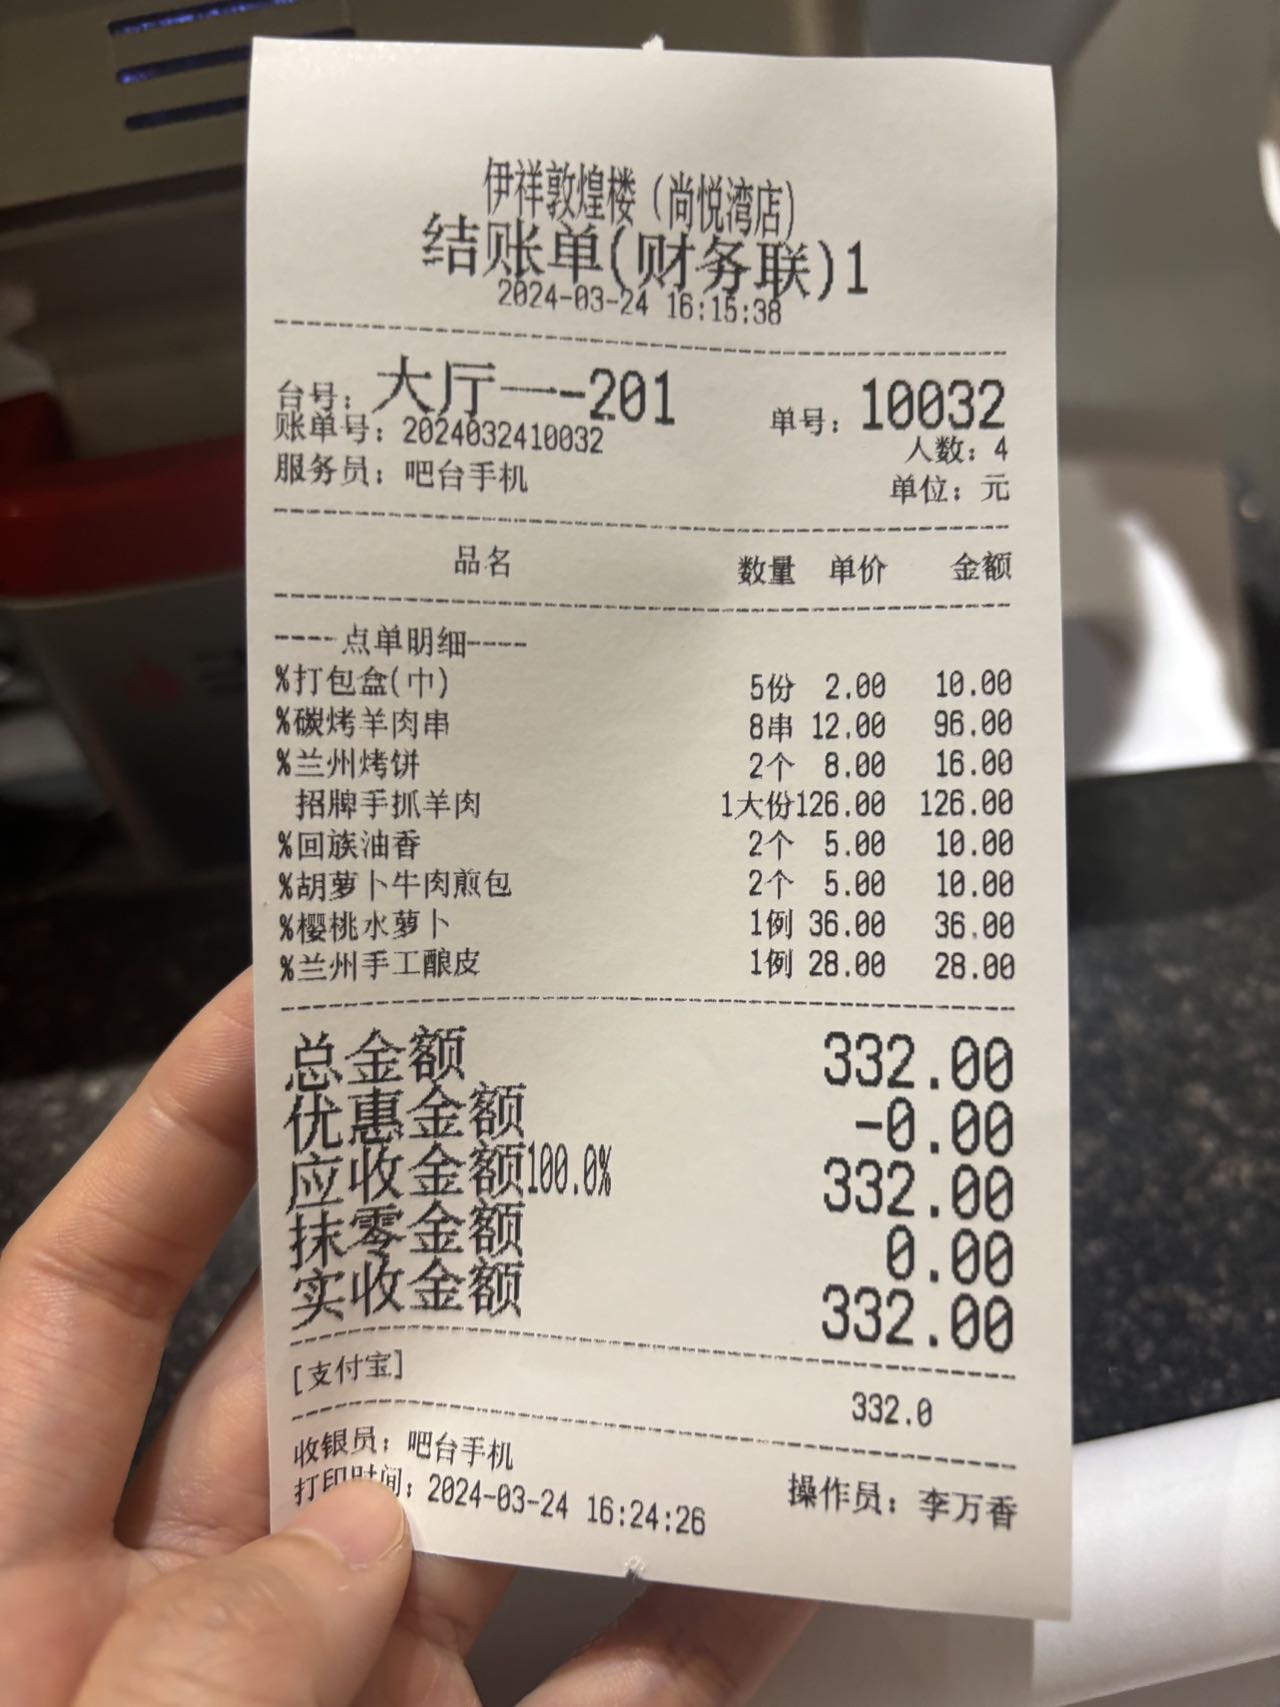 伊祥敦煌楼（尚悦湾店）
结账单(财务联)1
2024-03-24 16:15:38
台号：大厅一-201 单号：10032
账单号：2024032410032 人数：4
服务员：吧台手机 单位：元
品名 数量 单价 金额
----点单明细----
%打包盒(巾) 5份 2.00 10.00
%碳烤羊肉串 8串 12.00 96.00
%兰州烤饼 2个 8.00 16.00
招牌手抓羊肉 1大份126.00 126.00
%回族油香 2个 5.00 10.00
%胡萝卜牛肉煎包 2个 5.00 10.00
%樱桃水萝卜 1例 36.00 36.00
%兰州手工酿皮 1例 28.00 28.00
总金额 332.00
优惠金额 -0.00
应收金额100.0% 332.00
抹零金额 0.00
实收金额 332.00
[支付宝] 332.0
收银员：吧台手机 操作员：李万香
打印时间：2024-03-24 16:24:26